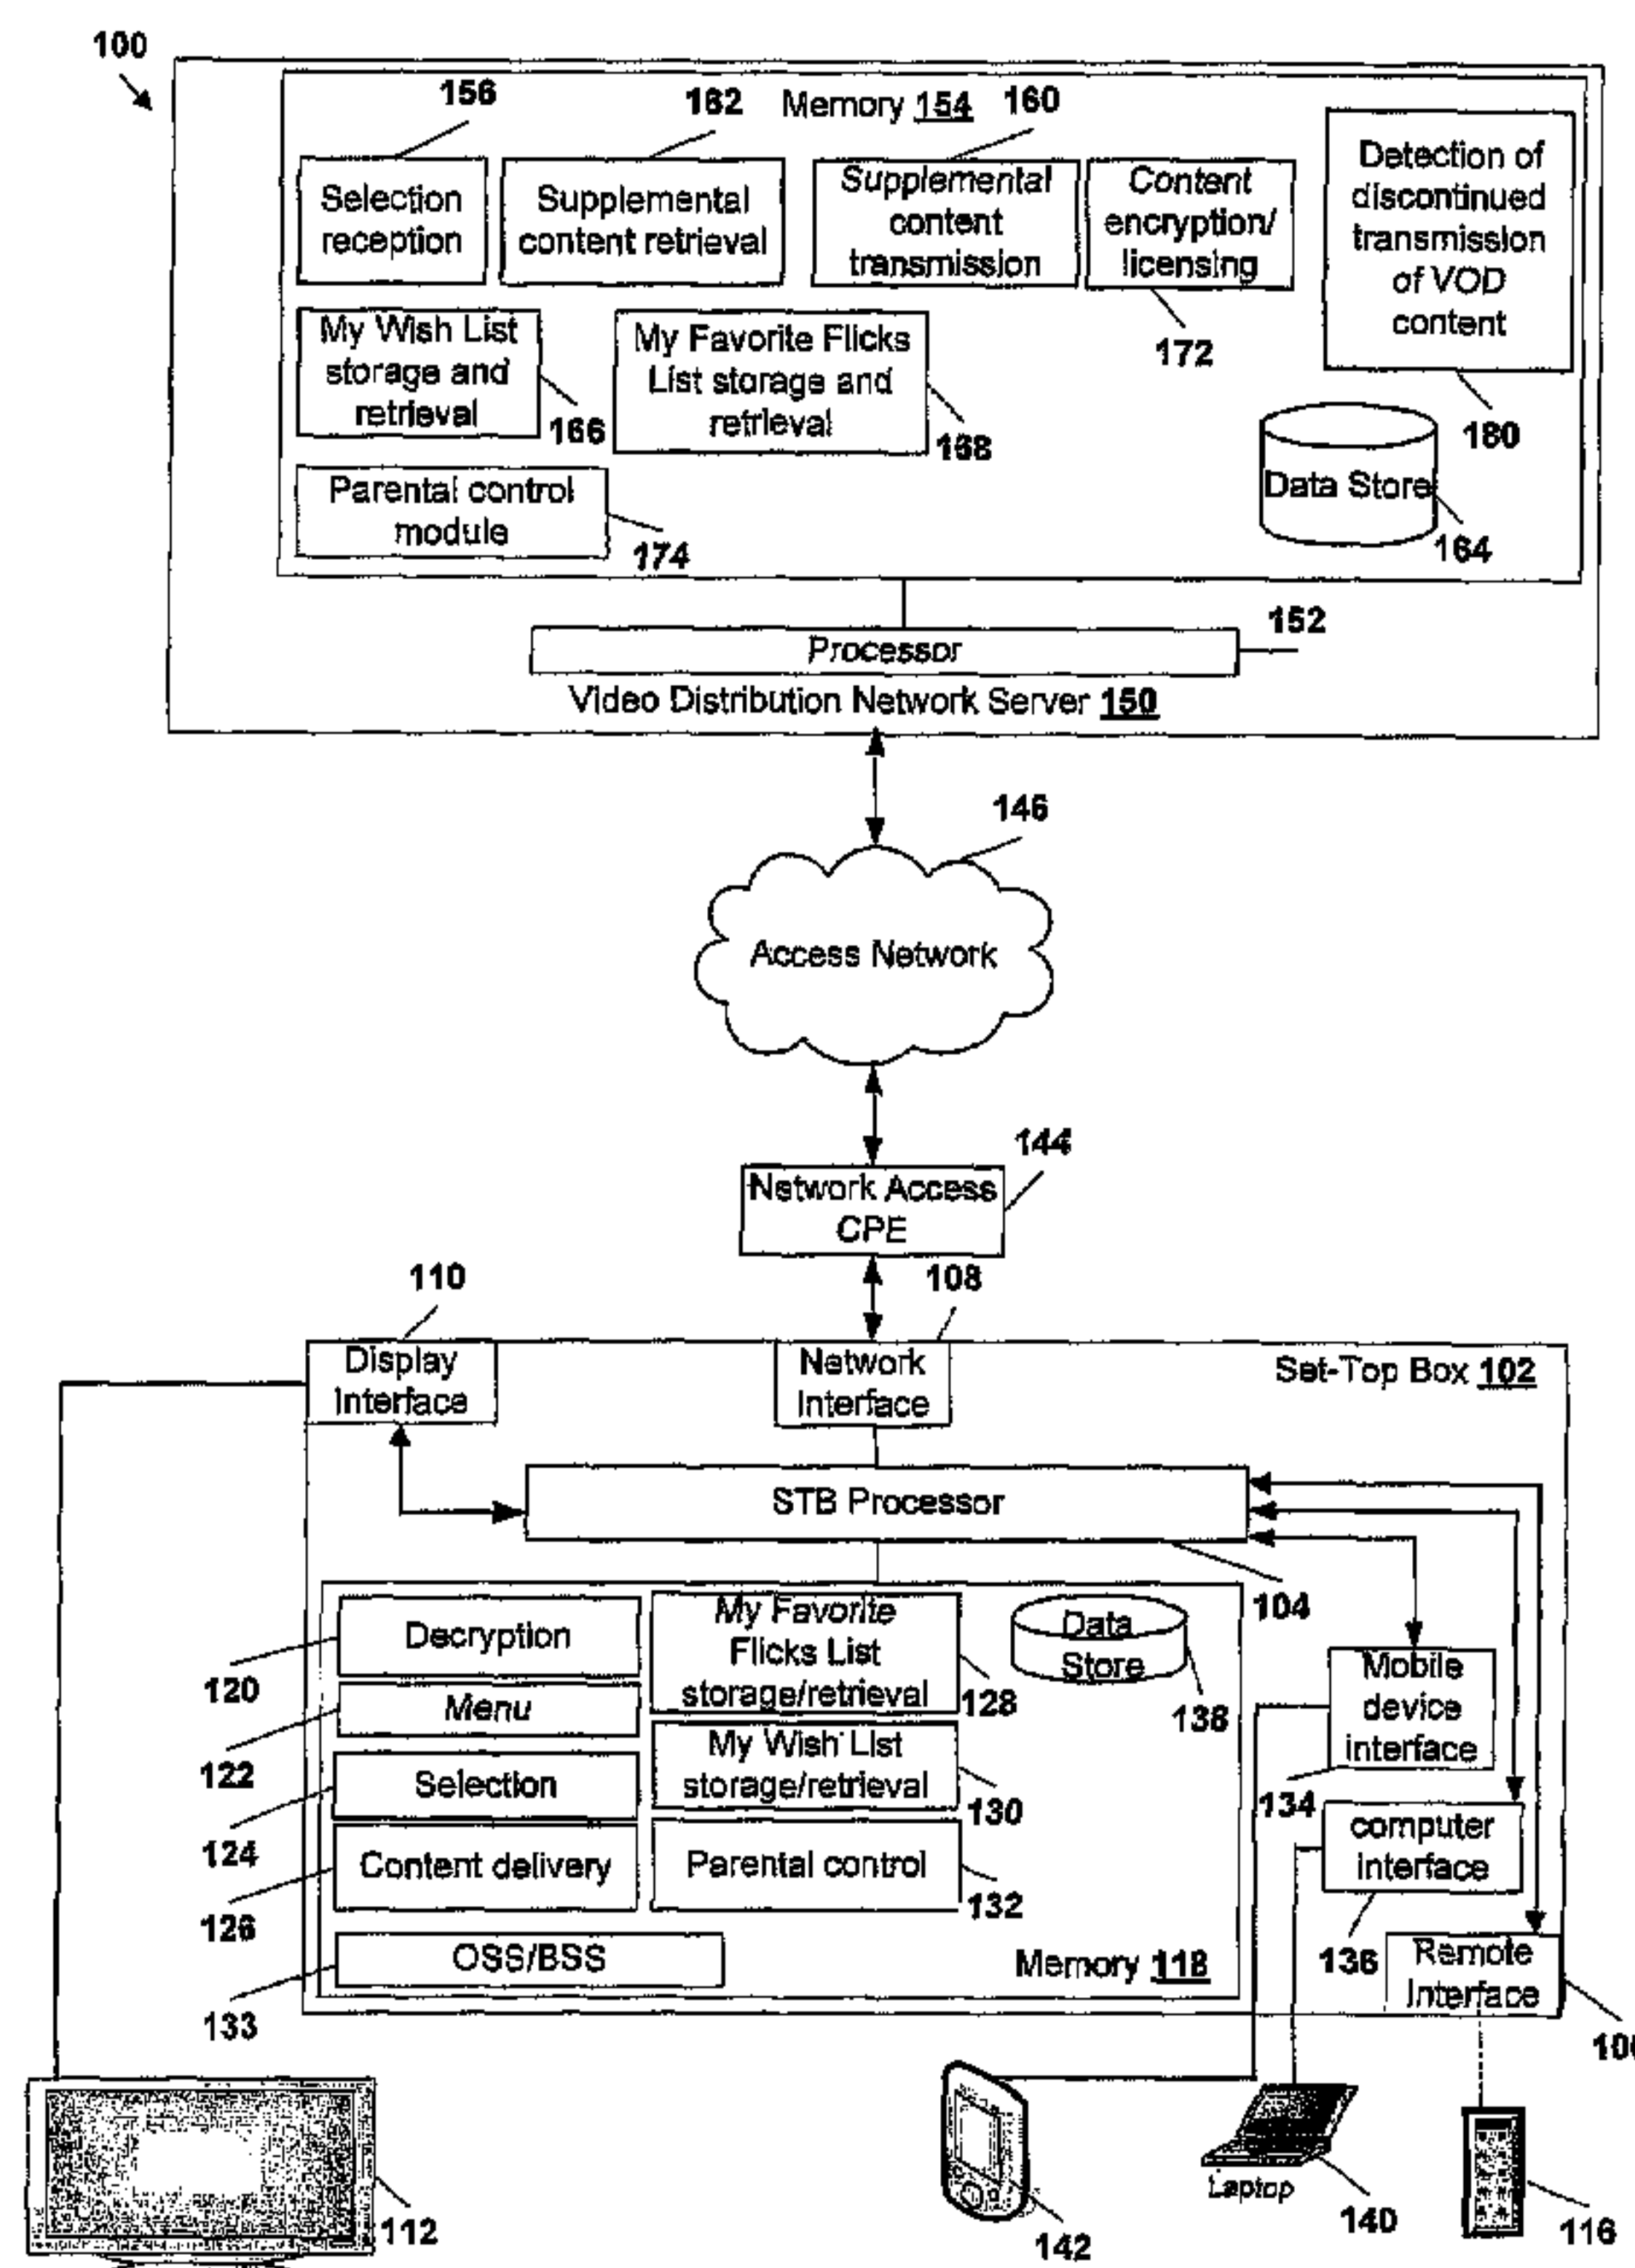 100
156
162
Memory 154
160
Selection
reception
Supplemental
content retrieval
Supplemental
content
transmission
Content
encryption/
licensing
Detection of
discontinued
transmission
of VOD
content
172
180
My Wish List
storage and
retrieval
166
My Favorite Flicks
List storage and
retrieval
168
Data Store
164
Parental control
module
174
152
Processor
Video Distribution Network Server 150
146
Access Network
144
Network Access
CPE
110
108
Display
Interface
Network
Interface
Set-Top Box 102
STB Processor
104
Decryption
120
Menu
122
Selection
124
Content delivery
126
OSS/BSS
133
My Favorite
Flicks List
storage/retrieval
128
My Wish List
storage/retrieval
130
Parental control
132
Data
Store
138
Memory 118
Mobile
device
interface
134
computer
interface
136
Remote
Interface
112
142
Laptop
140
116